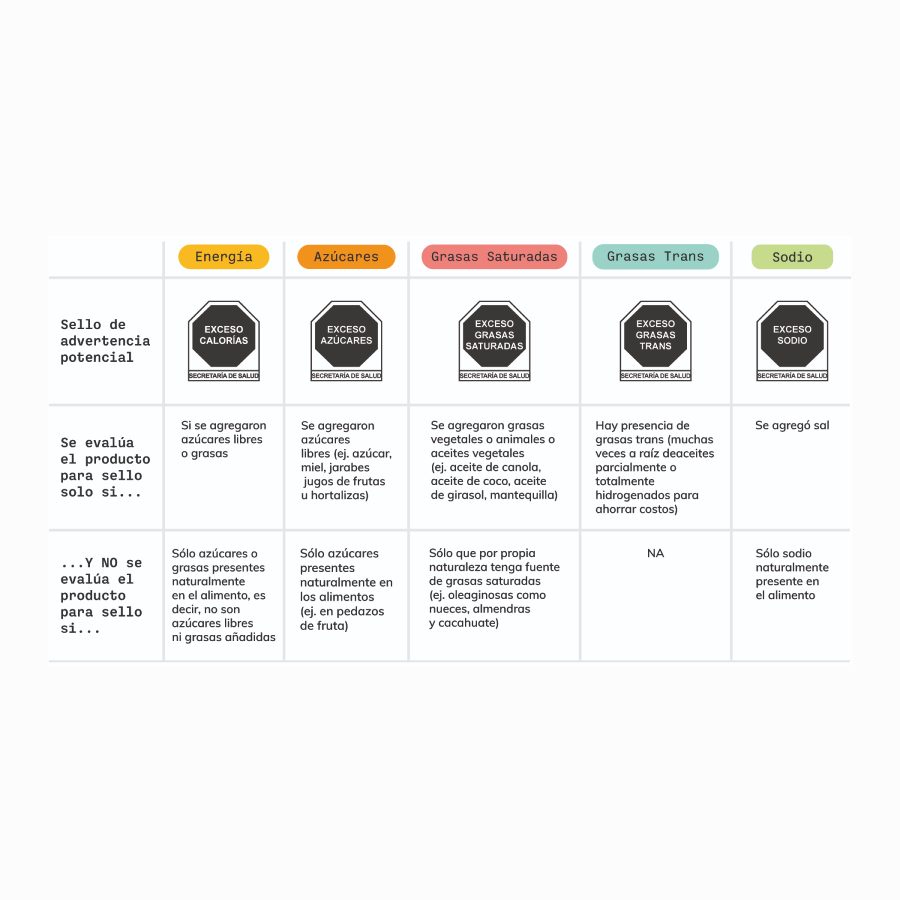 Energía
Azúcares
Grasas Saturadas
Grasas Trans
Sodio
Sello de
advertencia
potencial
EXCESO
CALORÍAS
SECRETARÍA DE SALUD
EXCESO
AZÚCARES
SECRETARÍA DE SALUD
EXCESO
GRASAS
SATURADAS
SECRETARÍA DE SALUD
EXCESO
GRASAS
TRANS
SECRETARÍA DE SALUD
EXCESO
SODIO
SECRETARÍA DE SALUD
Se evalúa
el producto
para sello
solo si...
Si se agregaron
azúcares libres
o grasas
Se agregaron
azúcares
libres (ej. azúcar,
miel, jarabes
jugos de frutas
u hortalizas)
Se agregaron grasas
vegetales o animales o
aceites vegetales
(ej. aceite de canola,
aceite de coco, aceite
de girasol, mantequilla)
Hay presencia de
grasas trans (muchas
veces a raíz deaceites
parcialmente o
totalmente
hidrogenados para
ahorrar costos)
Se agregó sal
...Y NO se
evalúa el
producto
para sello
si...
Sólo azúcares o
grasas presentes
naturalmente
en el alimento, es
decir, no son
azúcares libres
ni grasas añadidas
Sólo azúcares
presentes
naturalmente en
los alimentos
(ej. en pedazos
de fruta)
Sólo que por propia
naturaleza tenga fuente
de grasas saturadas
(ej. oleaginosas como
nueces, almendras
y cacahuate)
NA
Sólo sodio
naturalmente
presente en
el alimento